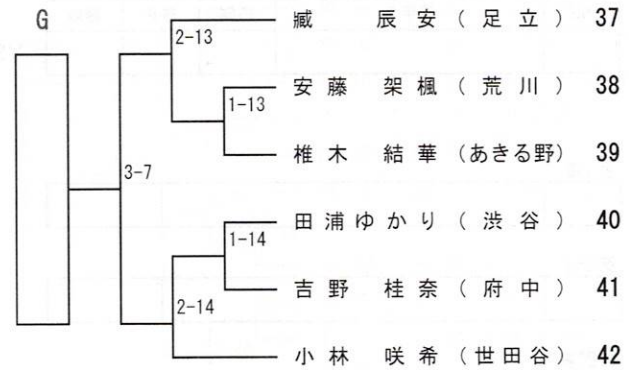 G
2-13
臧 辰安 (足立) 37
安藤 架楓 (荒川) 38
1-13
椎木 結華 (あきる野) 39
3-7
田浦ゆかり (渋谷) 40
1-14
吉野 桂奈 (府中) 41
2-14
小林 咲希 (世田谷) 42